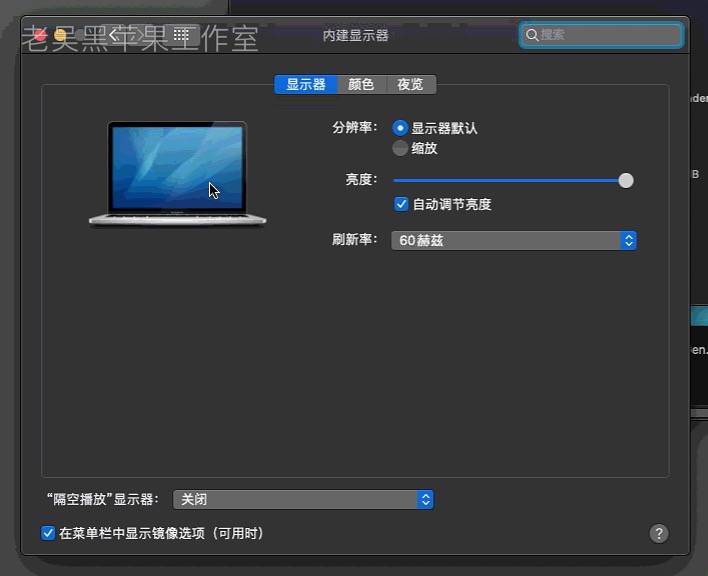 老吴黑苹果工作室
内建显示器
搜索
显示器 颜色 夜览
分辨率： 显示器默认
缩放
亮度：
自动调节亮度
刷新率： 60 赫兹
“隔空播放”显示器： 关闭
在菜单栏中显示镜像选项（可用时）
?